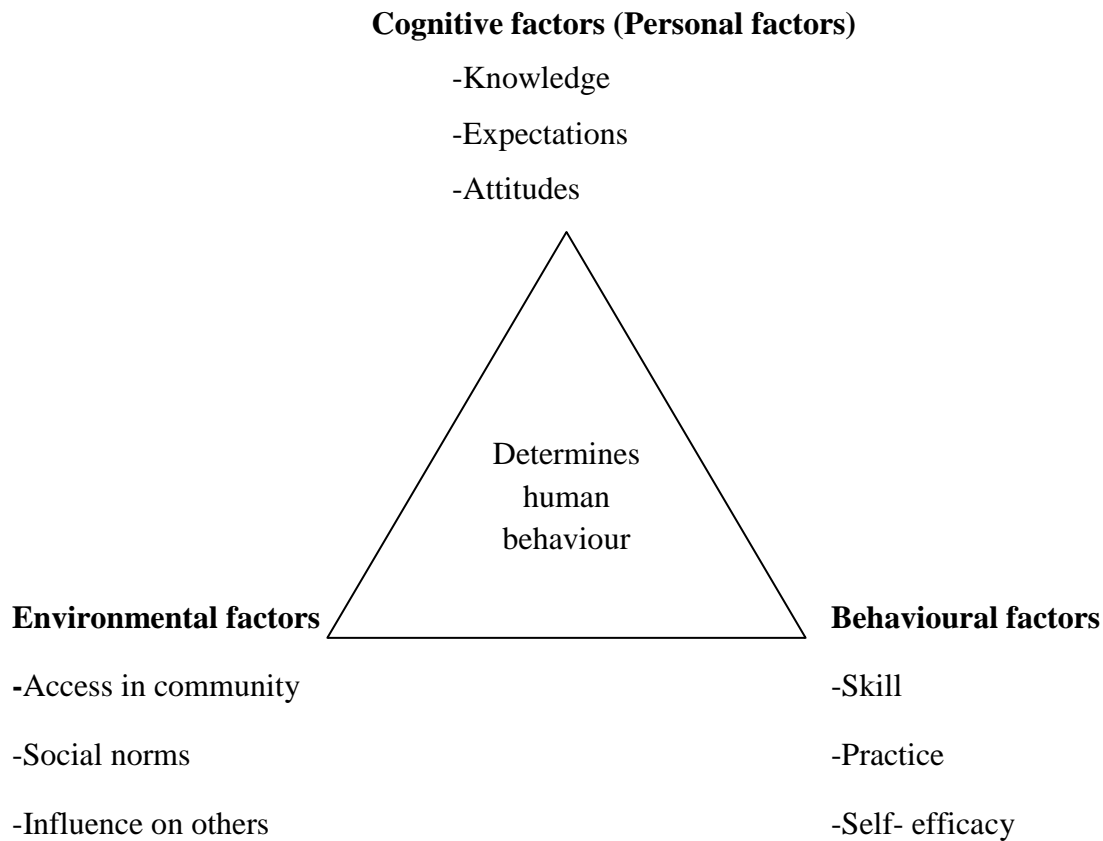 Cognitive factors (Personal factors)
-Knowledge
-Expectations
-Attitudes
Determines
human
behaviour
Environmental factors
-Access in community
-Social norms
-Influence on others
Behavioural factors
-Skill
-Practice
-Self- efficacy